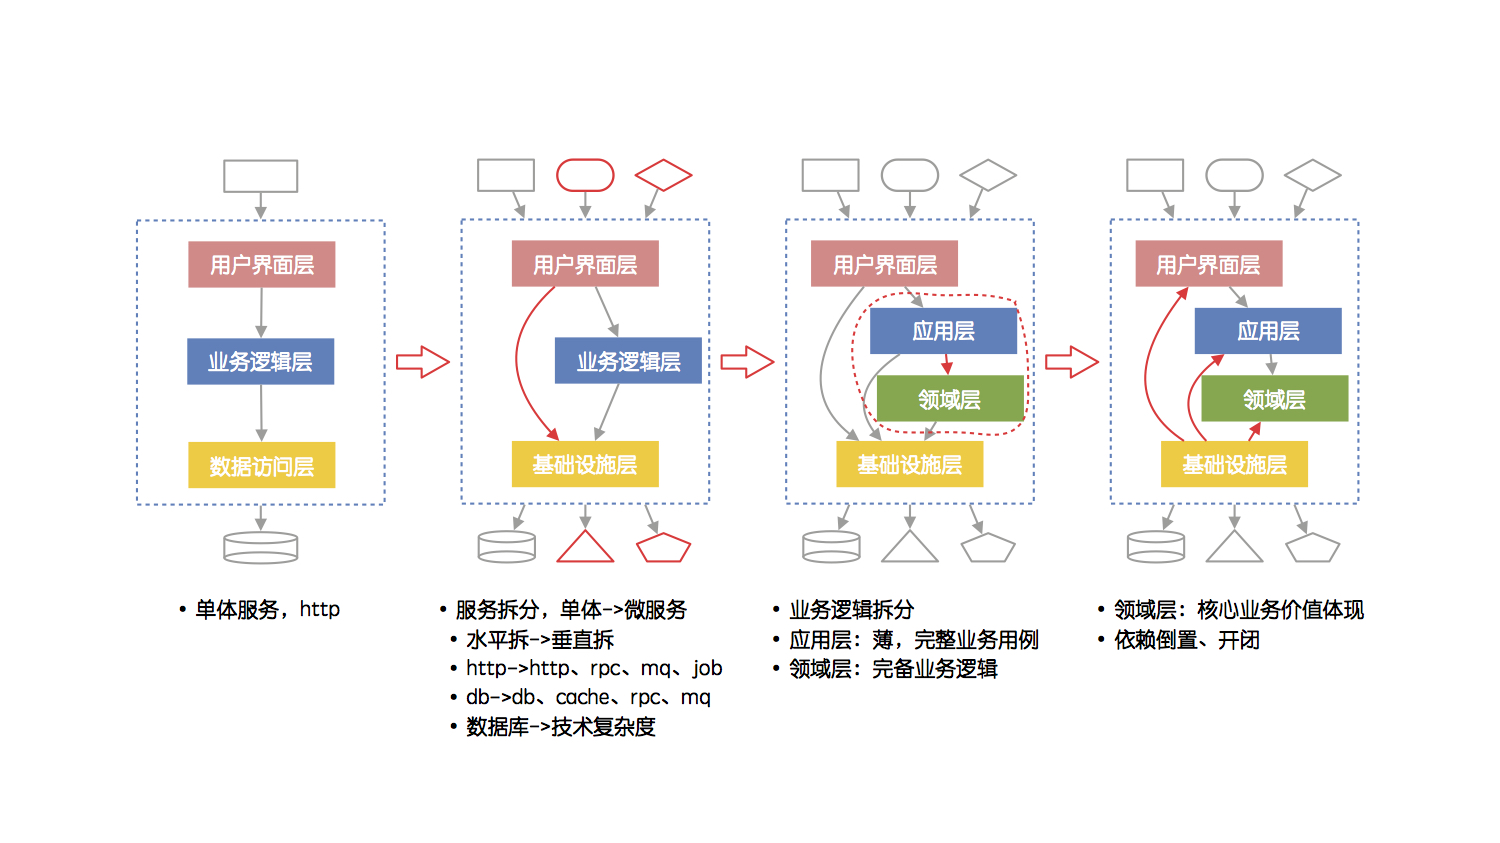 用户界面层
业务逻辑层
数据访问层
• 单体服务，http
用户界面层
业务逻辑层
基础设施层
• 服务拆分，单体->微服务
• 水平拆->垂直拆
• http->http、rpc、mq、job
• db->db、cache、rpc、mq
• 数据库->技术复杂度
用户界面层
应用层
领域层
基础设施层
• 业务逻辑拆分
• 应用层：薄，完整业务用例
• 领域层：完备业务逻辑
用户界面层
应用层
领域层
基础设施层
• 领域层：核心业务价值体现
• 依赖倒置、开闭